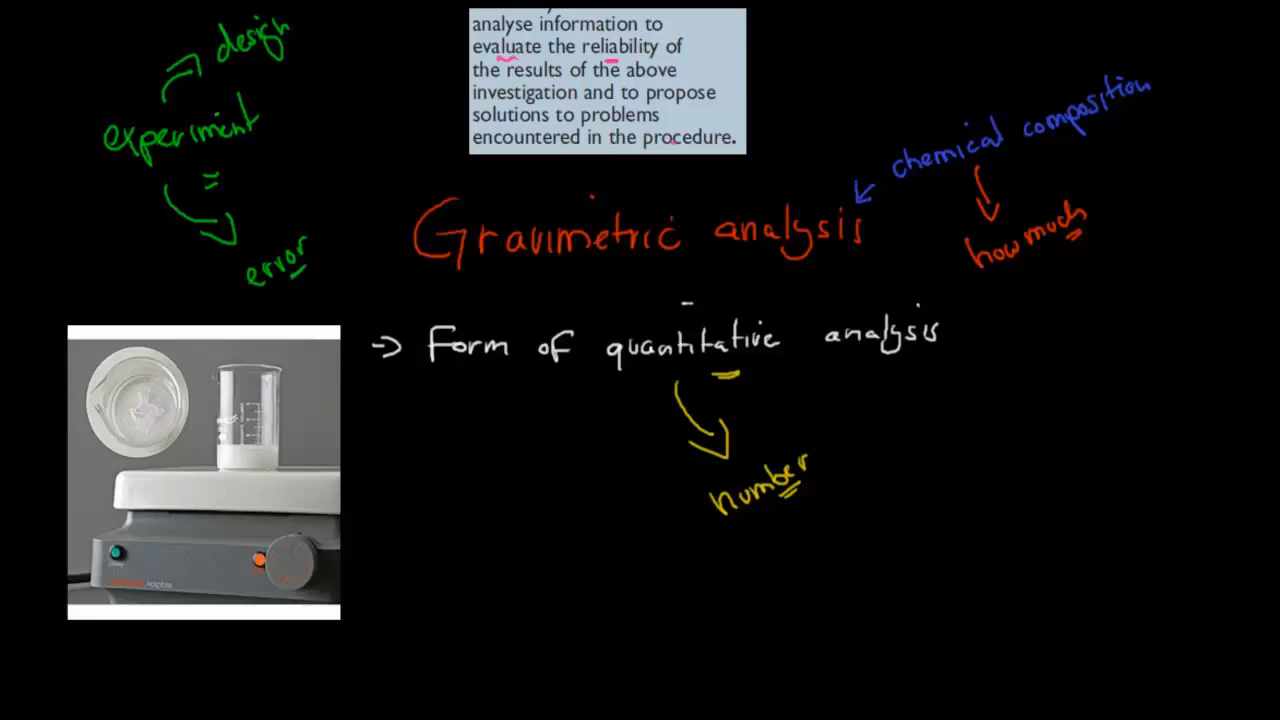 analyse information to
evaluate the reliability of
the results of the above
investigation and to propose
solutions to problems
encountered in the procedure.
design
experiment
error
chemical composition
how much
Gravimetric analysis
→ Form of quantitative analysis
number